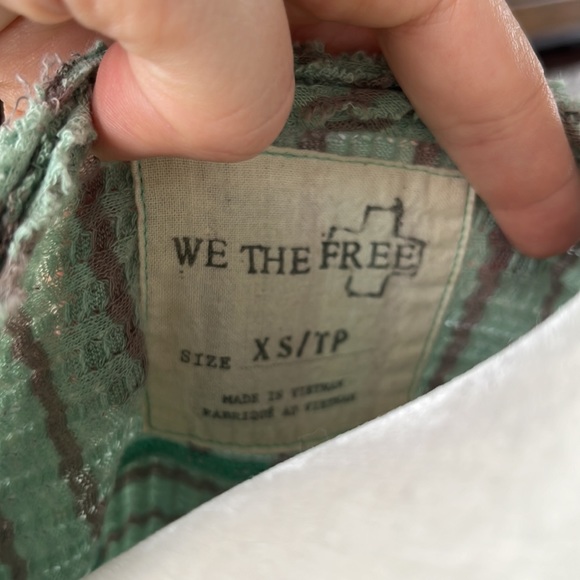 WE THE FREE
SIZE XS/TP
MADE IN VIETNAM
FABRIQUÉ AU VIETNAM